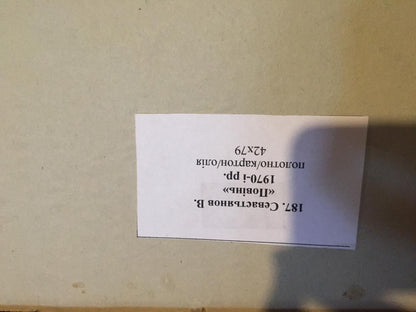 187. Севастьянов В.
«Повінь»
1970-і рр.
полотно/картон/олія
42х79